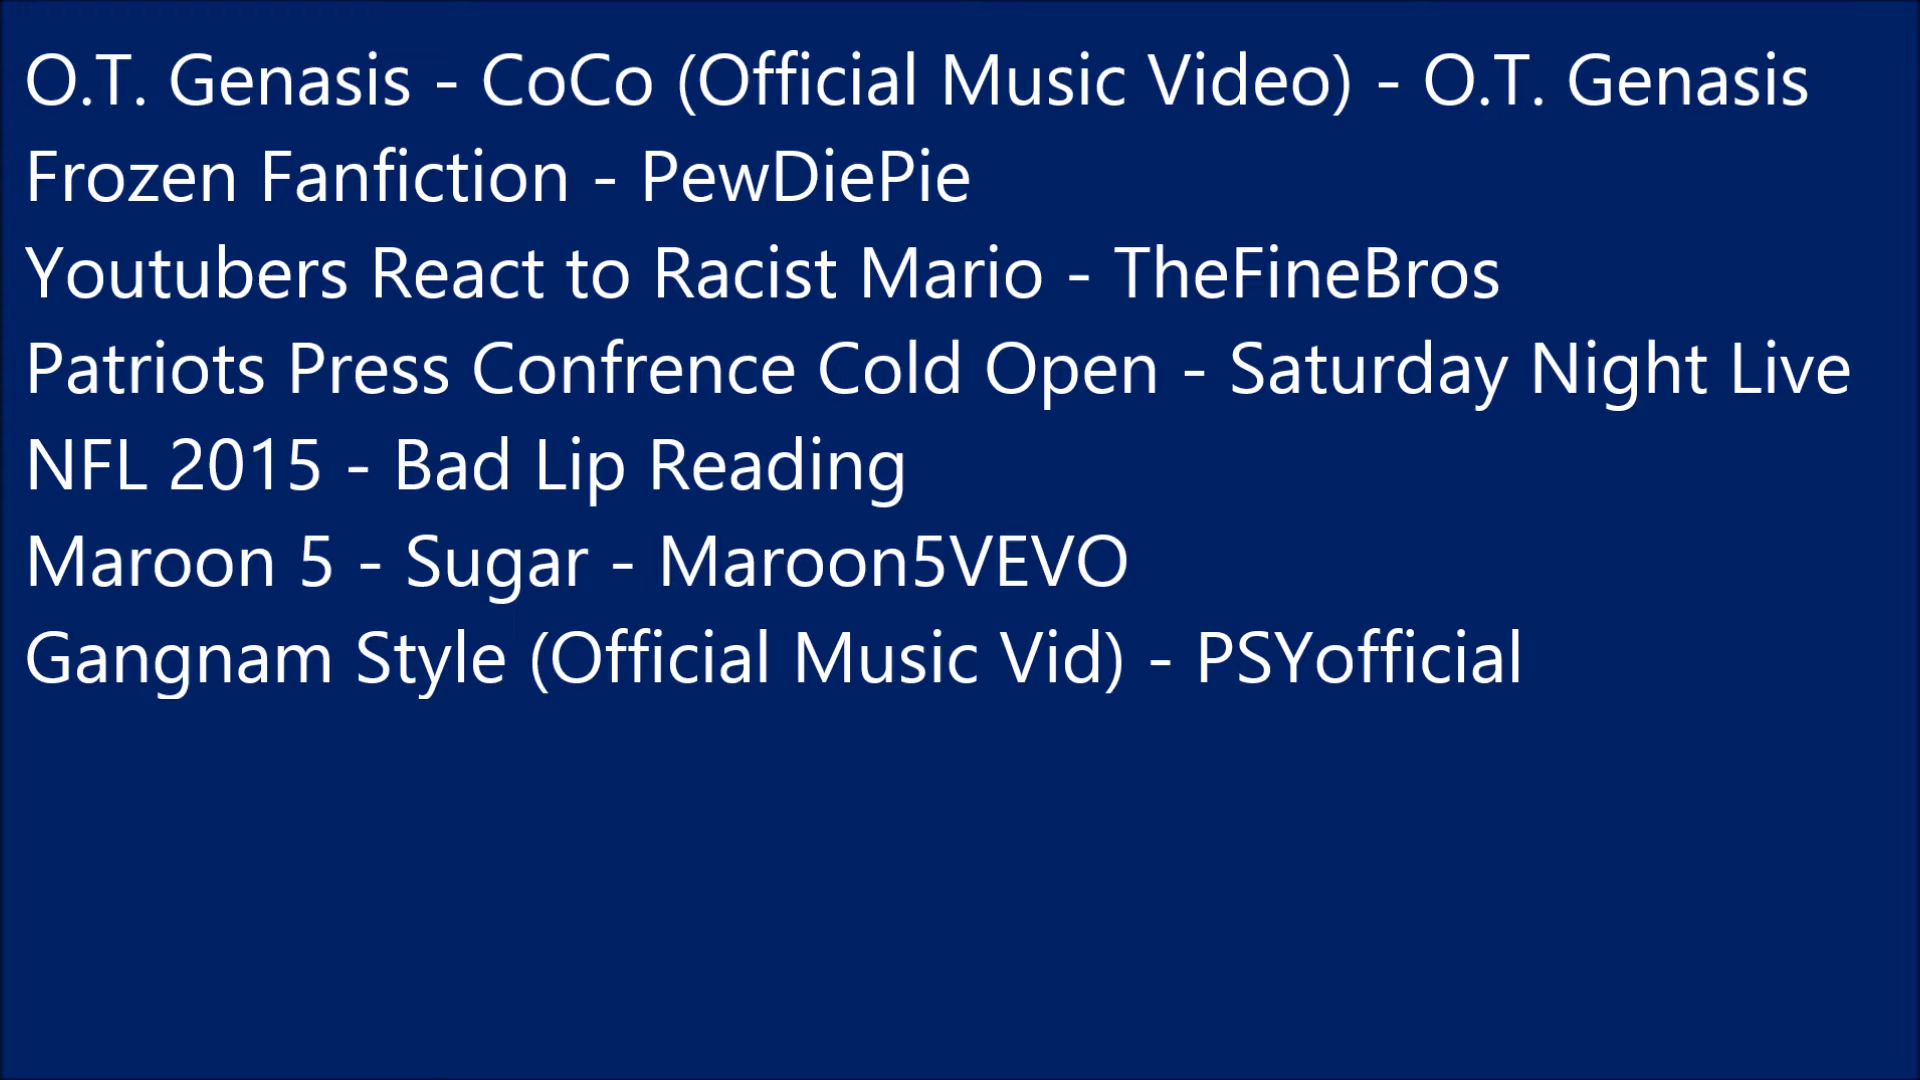 O.T. Genasis - CoCo (Official Music Video) - O.T. Genasis
Frozen Fanfiction - PewDiePie
Youtubers React to Racist Mario - TheFineBros
Patriots Press Confrence Cold Open - Saturday Night Live
NFL 2015 - Bad Lip Reading
Maroon 5 - Sugar - Maroon5VEVO
Gangnam Style (Official Music Vid) - PSYofficial